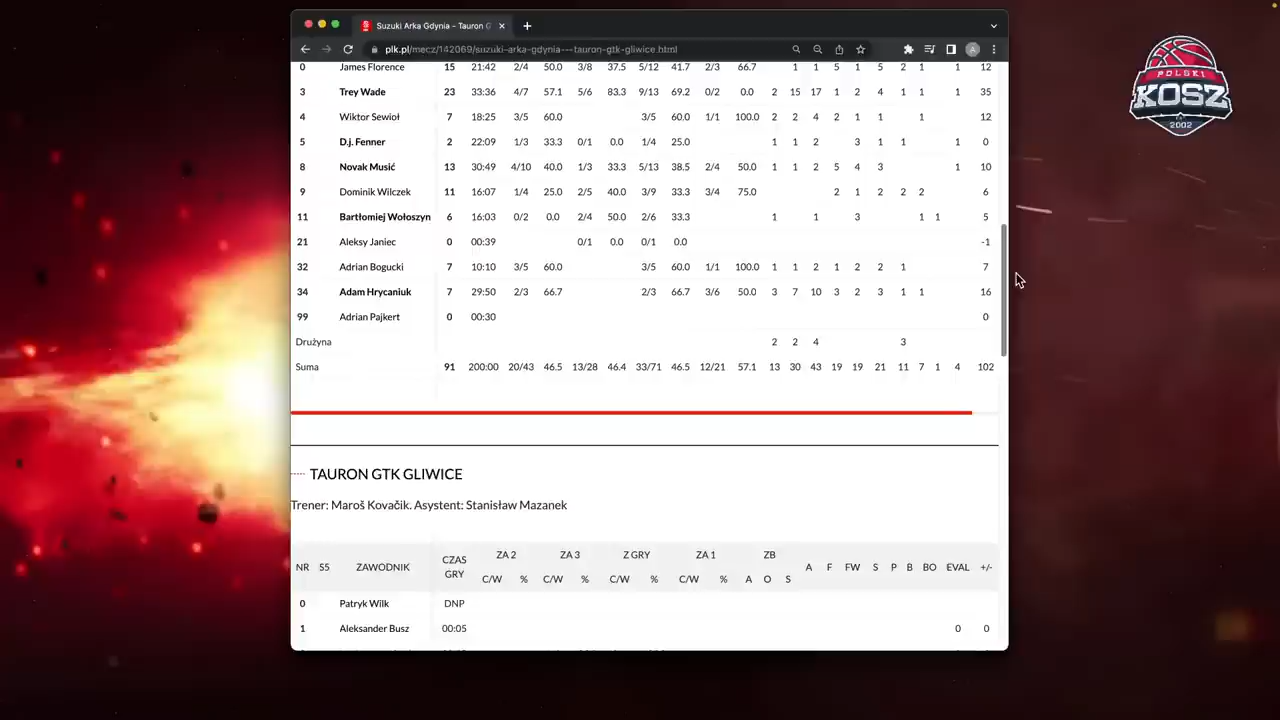 Suzuki Arka Gdynia – Tauron G
plk.pl/mecz/142069/suzuki-arka-gdynia---tauron-gtk-gliwice.html
A
POLSKI
KOSZ
2002
0 James Florence 15 21:42 2/4 50.0 3/8 37.5 5/12 41.7 2/3 66.7 1 1 5 1 5 2 1 1 12
3 Trey Wade 23 33:36 4/7 57.1 5/6 83.3 9/13 69.2 0/2 0.0 2 15 17 1 2 4 1 1 1 35
4 Wiktor Sewioł 7 18:25 3/5 60.0 3/5 60.0 1/1 100.0 2 2 4 2 1 1 1 12
5 D.j. Fenner 2 22:09 1/3 33.3 0/1 0.0 1/4 25.0 1 1 2 3 1 1 1 0
8 Novak Musić 13 30:49 4/10 40.0 1/3 33.3 5/13 38.5 2/4 50.0 1 1 2 5 4 3 1 10
9 Dominik Wilczek 11 16:07 1/4 25.0 2/5 40.0 3/9 33.3 3/4 75.0 2 1 2 2 2 6
11 Bartłomiej Wołoszyn 6 16:03 0/2 0.0 2/4 50.0 2/6 33.3 1 1 3 1 1 5
21 Aleksy Janiec 0 00:39 0/1 0.0 0/1 0.0 -1
32 Adrian Bogucki 7 10:10 3/5 60.0 3/5 60.0 1/1 100.0 1 1 2 1 2 2 1 7
34 Adam Hrycaniuk 7 29:50 2/3 66.7 2/3 66.7 3/6 50.0 3 7 10 3 2 3 1 1 16
99 Adrian Pajkert 0 00:30 0
Drużyna 2 2 4 3
Suma 91 200:00 20/43 46.5 13/28 46.4 33/71 46.5 12/21 57.1 13 30 43 19 19 21 11 7 1 4 102
TAURON GTK GLIWICE
Trener: Maroš Kovačik. Asystent: Stanisław Mazanek
NR S5 ZAWODNIK CZAS GRY ZA 2 ZA 3 Z GRY ZA 1 ZB A F FW S P B BO EVAL +/-
C/W % C/W % C/W % C/W % A O S
0 Patryk Wilk DNP
1 Aleksander Busz 00:05 0 0